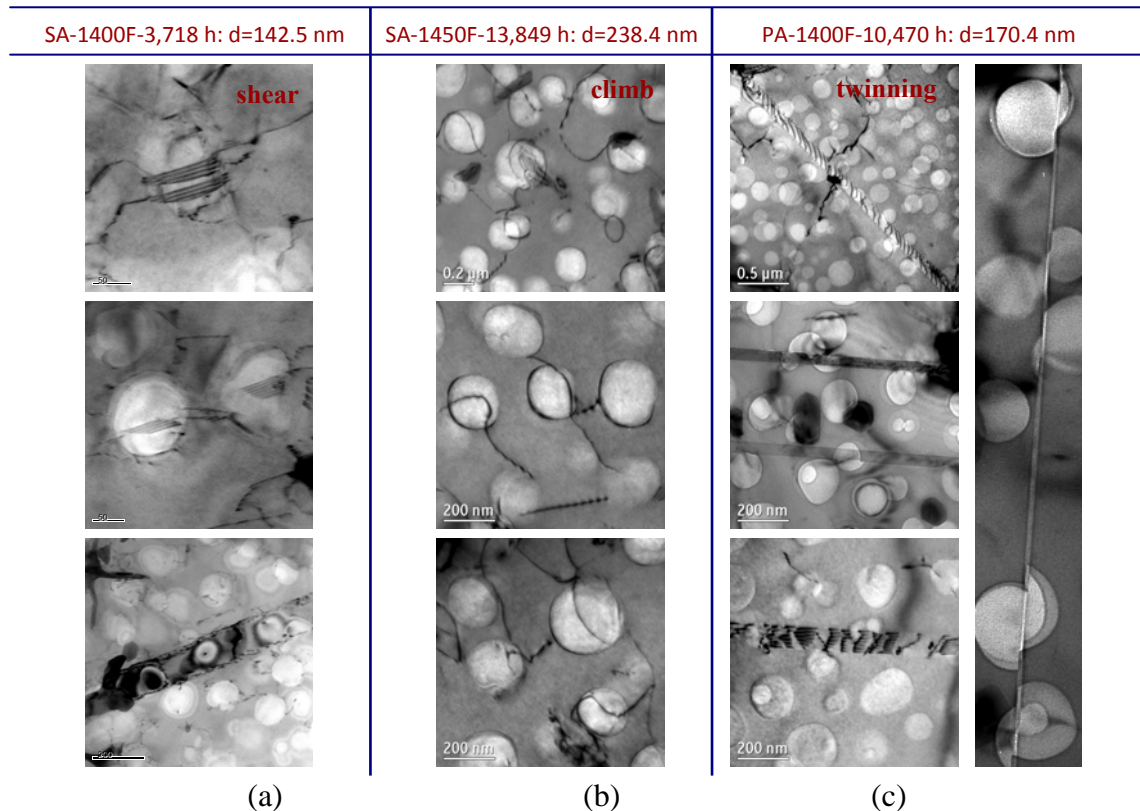 SA-1400F-3,718 h: d=142.5 nm
SA-1450F-13,849 h: d=238.4 nm
PA-1400F-10,470 h: d=170.4 nm
shear
climb
twinning
50
0.2 µm
0.5 µm
50
200 nm
200 nm
200
200 nm
200 nm
(a)
(b)
(c)